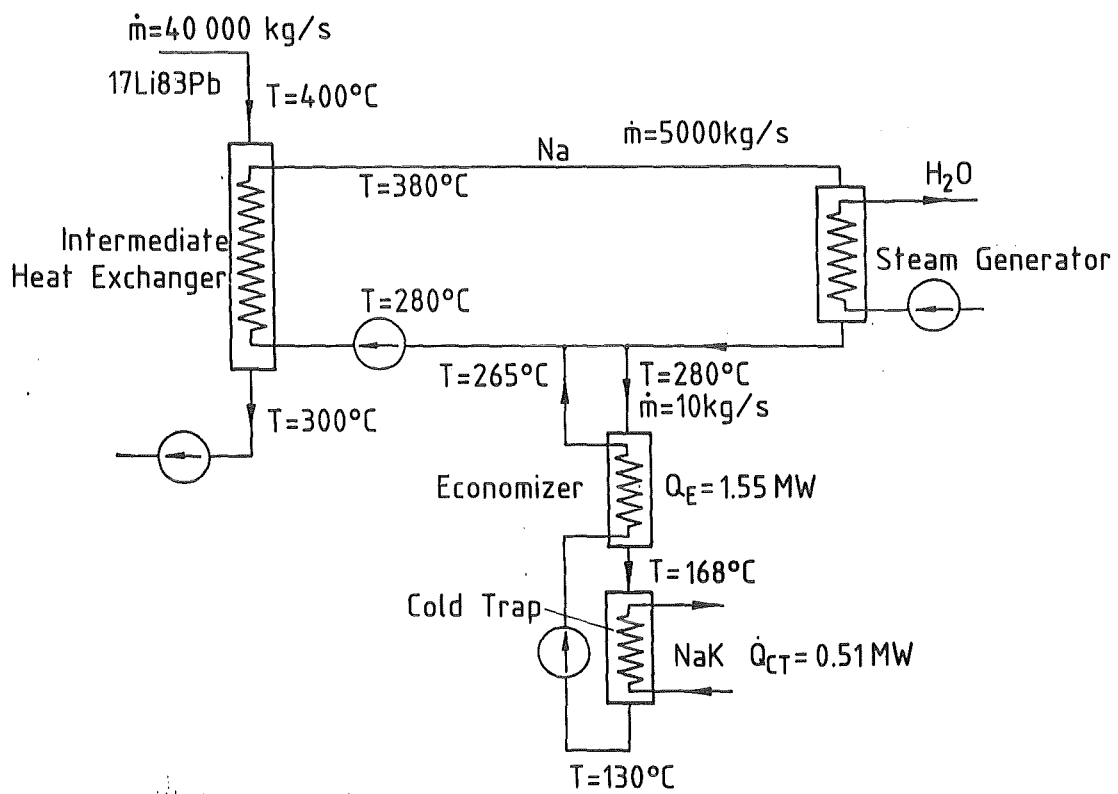 ṁ=40 000 kg/s
17Li83Pb
T=400°C
Na
ṁ=5000kg/s
T=380°C
H₂O
Intermediate
Heat Exchanger
Steam Generator
T=280°C
T=265°C
T=280°C
ṁ=10kg/s
T=300°C
Economizer
Q_E=1.55 MW
T=168°C
Cold Trap
NaK
Q̇_CT=0.51 MW
T=130°C